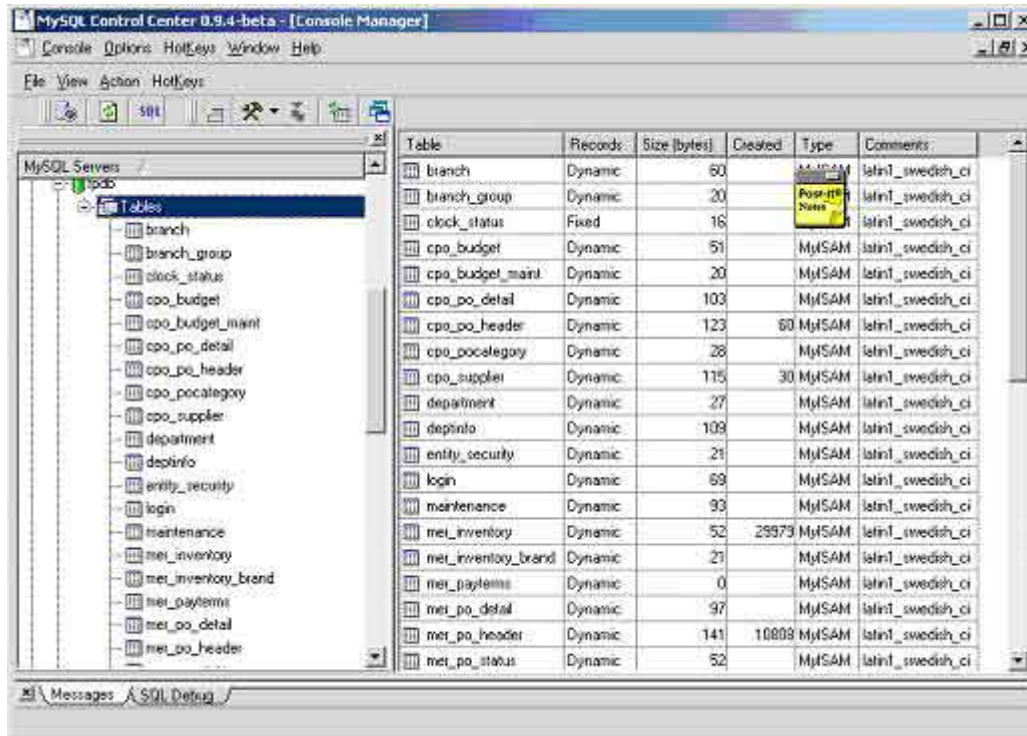 MySQL Control Center 0.9.4-beta - [Console Manager]
Console Options HotKeys Window Help
File View Action HotKeys
SQL
MySQL Servers
tpdb
Tables
branch
branch_group
clock_status
cpo_budget
cpo_budget_maint
cpo_po_detail
cpo_po_header
cpo_pocategory
cpo_supplier
department
deptinfo
entity_security
login
maintenance
mer_inventory
mer_inventory_brand
mer_payterms
mer_po_detail
mer_po_header
Table Records Size (bytes) Created Type Comments
branch Dynamic 60 latin1_swedish_ci
branch_group Dynamic 20 latin1_swedish_ci
clock_status Fixed 16 latin1_swedish_ci
Post-it®
Notes
cpo_budget Dynamic 51 MyISAM latin1_swedish_ci
cpo_budget_maint Dynamic 20 MyISAM latin1_swedish_ci
cpo_po_detail Dynamic 103 MyISAM latin1_swedish_ci
cpo_po_header Dynamic 123 60 MyISAM latin1_swedish_ci
cpo_pocategory Dynamic 28 MyISAM latin1_swedish_ci
cpo_supplier Dynamic 115 30 MyISAM latin1_swedish_ci
department Dynamic 27 MyISAM latin1_swedish_ci
deptinfo Dynamic 109 MyISAM latin1_swedish_ci
entity_security Dynamic 21 MyISAM latin1_swedish_ci
login Dynamic 69 MyISAM latin1_swedish_ci
maintenance Dynamic 93 MyISAM latin1_swedish_ci
mer_inventory Dynamic 52 29979 MyISAM latin1_swedish_ci
mer_inventory_brand Dynamic 21 MyISAM latin1_swedish_ci
mer_payterms Dynamic 0 MyISAM latin1_swedish_ci
mer_po_detail Dynamic 97 MyISAM latin1_swedish_ci
mer_po_header Dynamic 141 10808 MyISAM latin1_swedish_ci
mer_po_status Dynamic 52 MyISAM latin1_swedish_ci
Messages SQL Debug